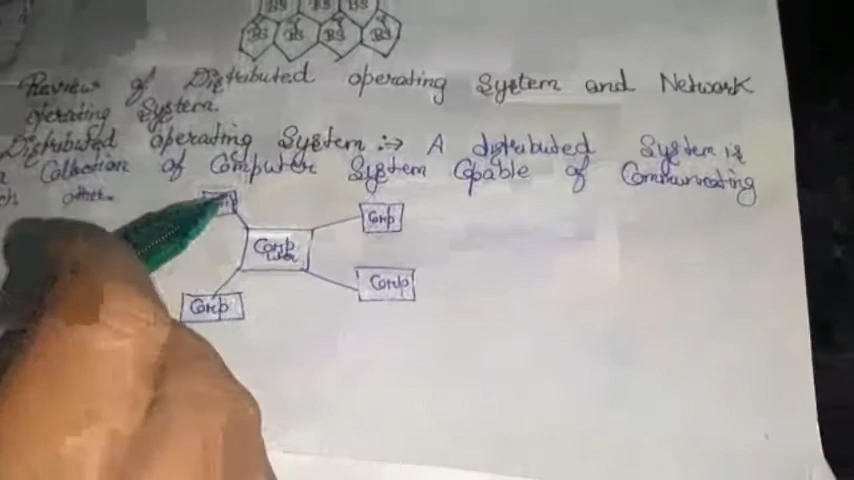 BS BS BS
BS BS BS BS
Review of Distributed operating System and Network
operating System.
Distributed operating System :-> A distributed System is
a Collection of Computer System Capable of Communicating
other.
Comp
Comp
uter
Comp
Comp